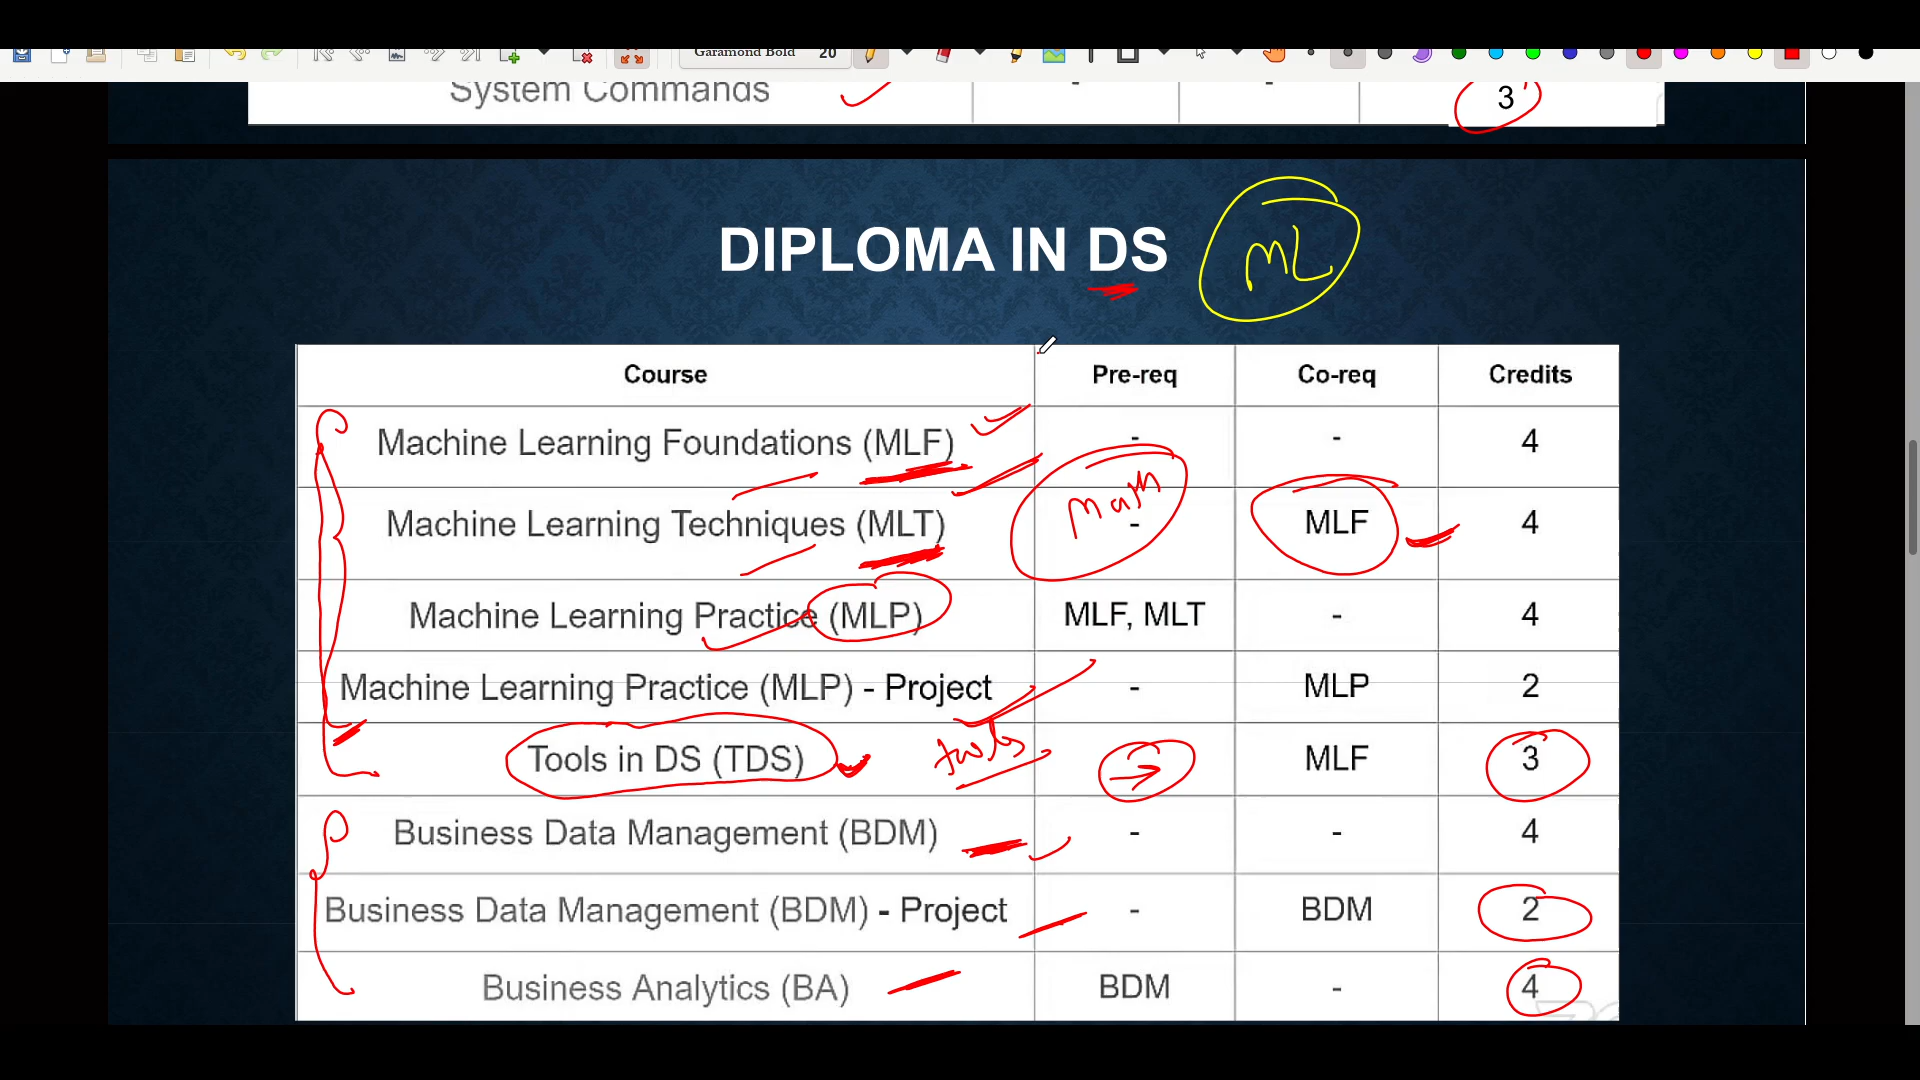 Garamond Bold 20
System Commands - - 3
DIPLOMA IN DS ML
Course Pre-req Co-req Credits
Machine Learning Foundations (MLF) - - 4
Math
Machine Learning Techniques (MLT) - MLF 4
Machine Learning Practice (MLP) MLF, MLT - 4
Machine Learning Practice (MLP) - Project - MLP 2
Tools in DS (TDS) tools MLF 3
Business Data Management (BDM) - - 4
Business Data Management (BDM) - Project - BDM 2
Business Analytics (BA) BDM - 4